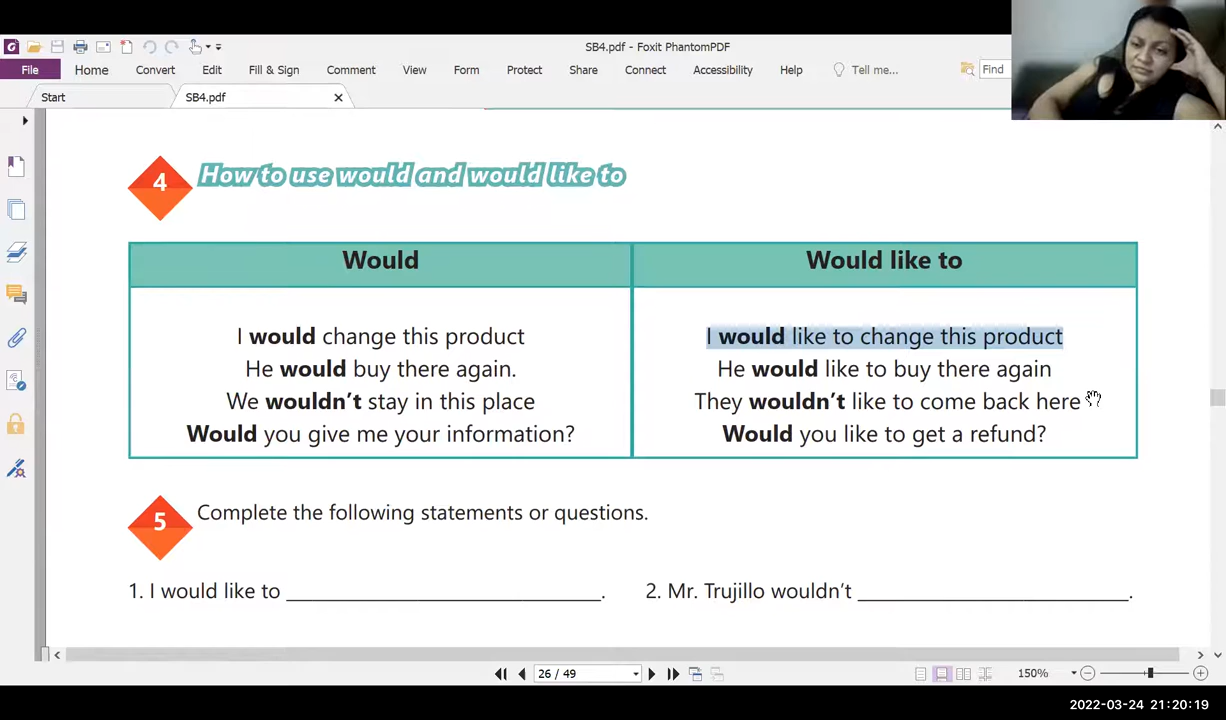 SB4.pdf - Foxit PhantomPDF
File Home Convert Edit Fill & Sign Comment View Form Protect Share Connect Accessibility Help Tell me... Find
Start SB4.pdf
4 How to use would and would like to
Would Would like to
I would change this product
He would buy there again.
We wouldn't stay in this place
Would you give me your information?
I would like to change this product
He would like to buy there again
They wouldn't like to come back here
Would you like to get a refund?
5 Complete the following statements or questions.
1. I would like to ____________________________. 2. Mr. Trujillo wouldn't ________________________.
26 / 49 150%
2022-03-24 21:20:19